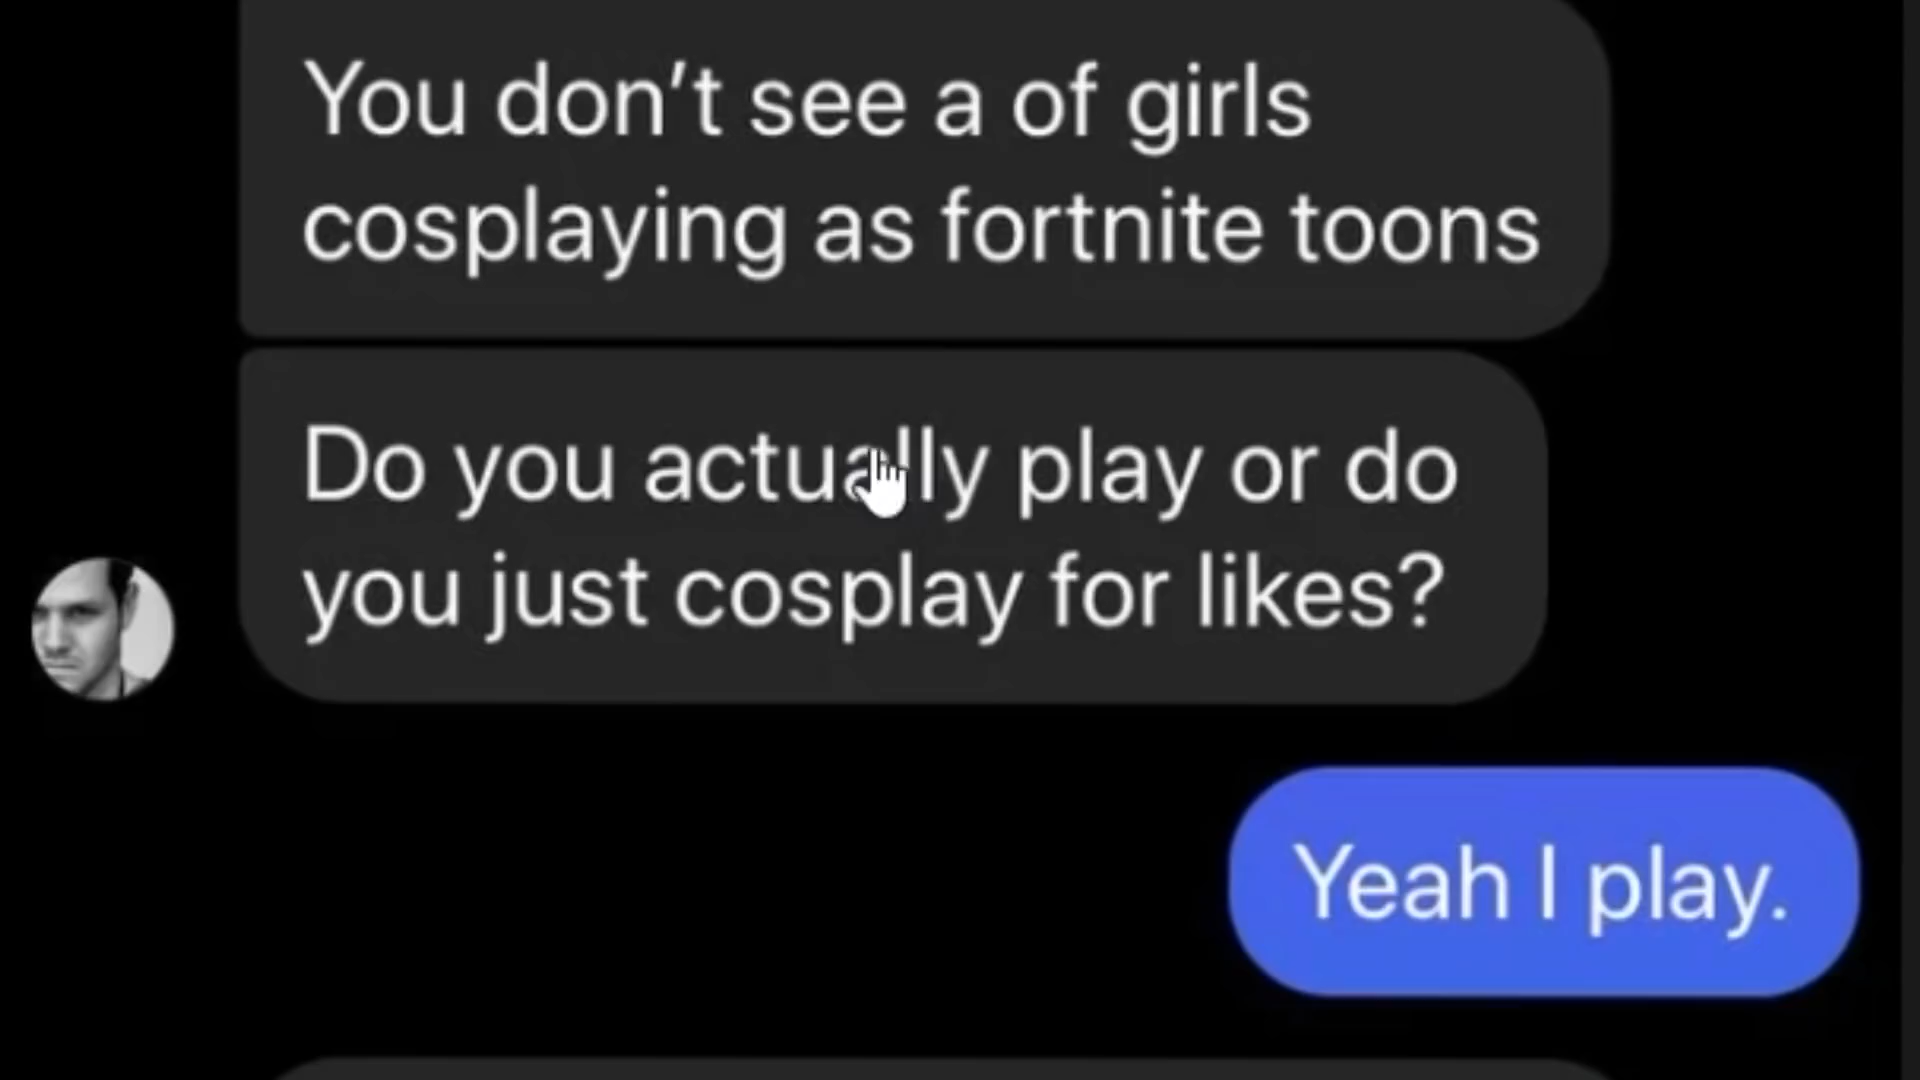 You don’t see a of girls
cosplaying as fortnite toons
Do you actually play or do
you just cosplay for likes?
Yeah I play.